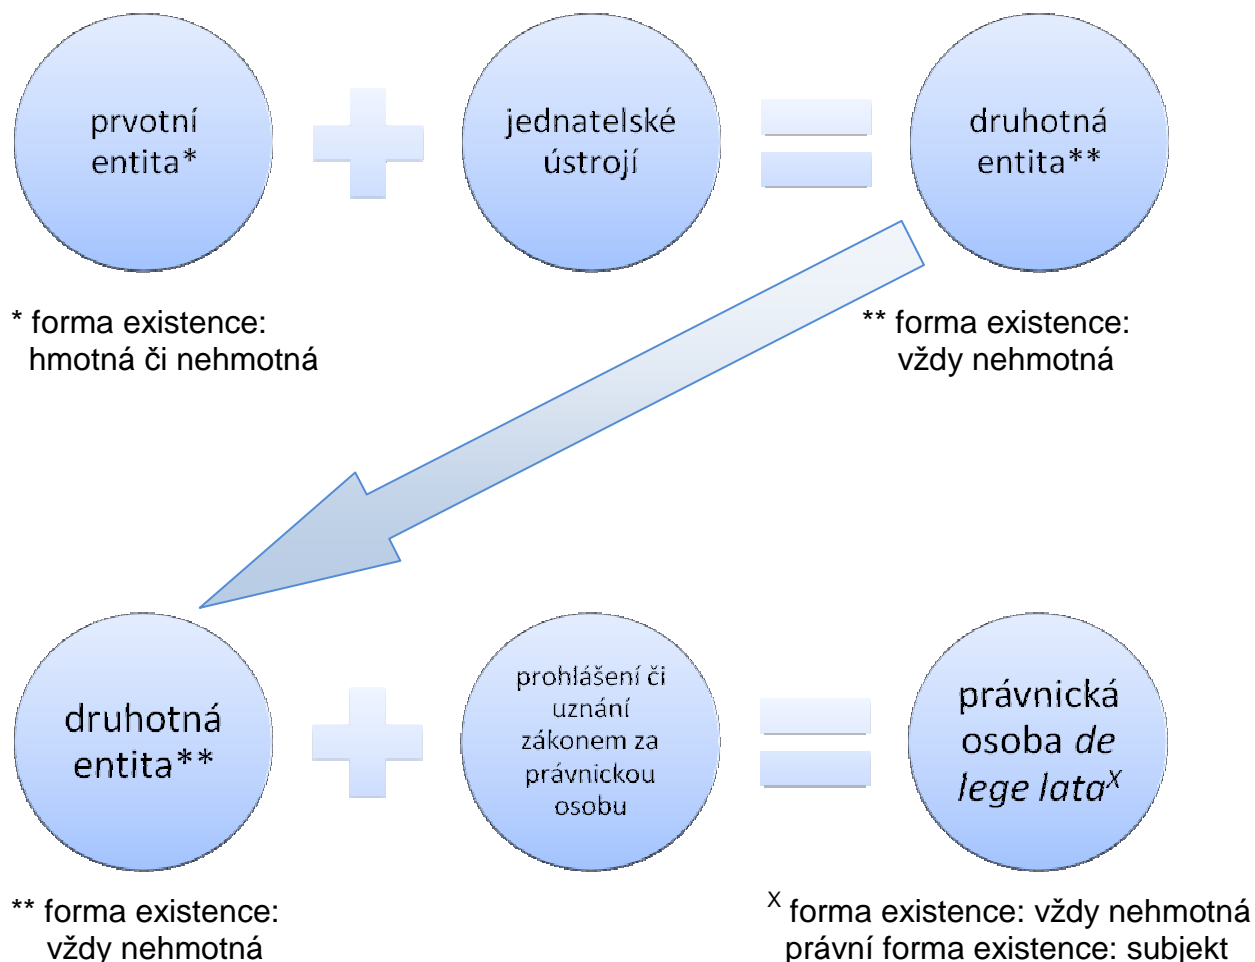 prvotní
entita*
jednatelské
ústrojí
druhotná
entita**
* forma existence:
hmotná či nehmotná
** forma existence:
vždy nehmotná
druhotná
entita**
prohlášení či
uznání
zákonem za
právnickou
osobu
právnická
osoba de
lege lataX
** forma existence:
vždy nehmotná
X forma existence: vždy nehmotná
právní forma existence: subjekt